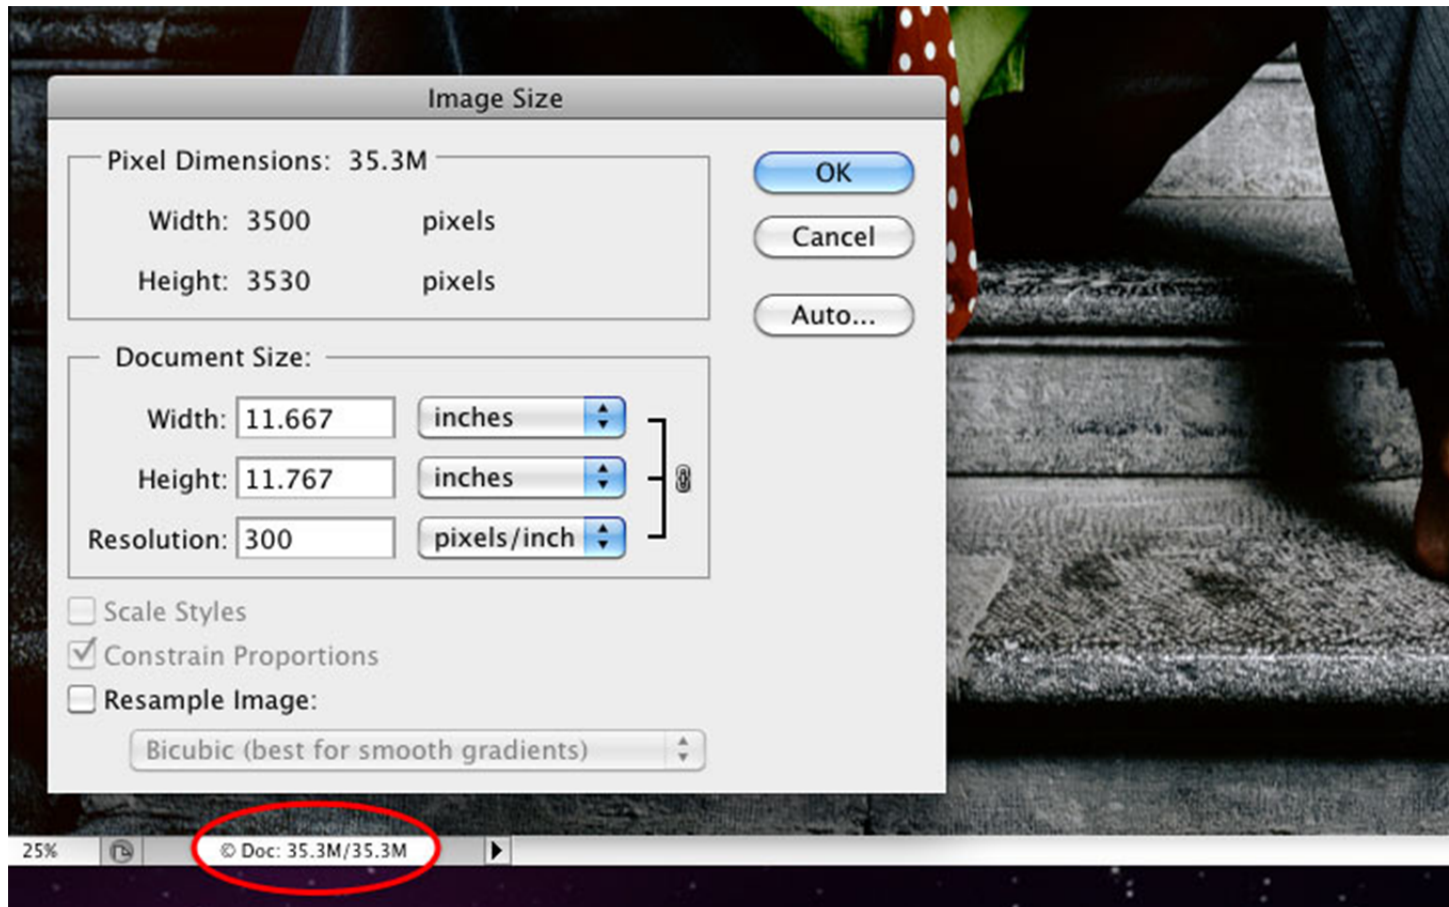 Image Size
Pixel Dimensions: 35.3M
Width: 3500 pixels
Height: 3530 pixels
OK
Cancel
Auto...
Document Size:
Width: 11.667 inches
Height: 11.767 inches
Resolution: 300 pixels/inch
Scale Styles
Constrain Proportions
Resample Image:
Bicubic (best for smooth gradients)
25% © Doc: 35.3M/35.3M